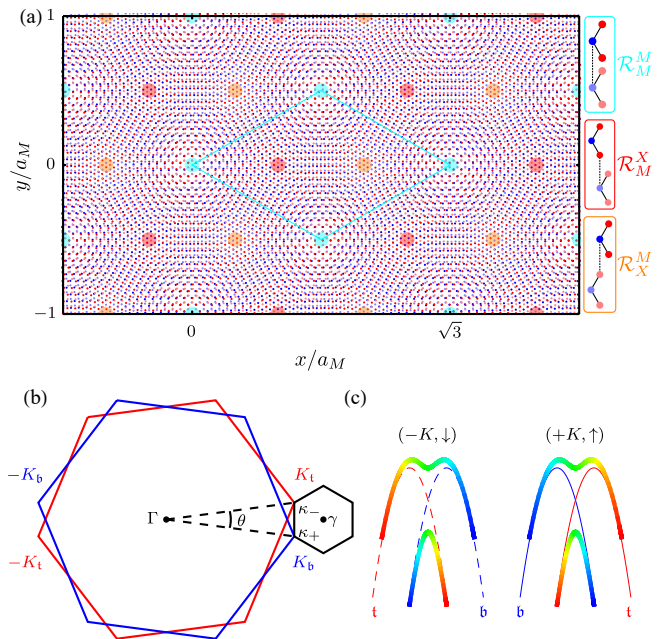 (a)
1
0
−1
y/a_M
0
√3
x/a_M
ℛ_M^M
ℛ_M^X
ℛ_X^M
(b)
−K_𝔟
−K_𝔱
Γ
θ
K_𝔱
κ_−
γ
κ_+
K_𝔟
(c)
(−K, ↓)
(+K, ↑)
𝔱
𝔟
𝔟
𝔱